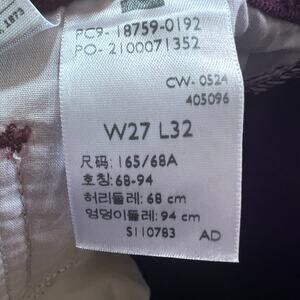 1873
PC9- 18759-0192
PO- 2100071352
CW- 0524
405096
W27 L32
尺码: 165/68A
호칭: 68-94
허리둘레: 68 cm
엉덩이둘레: 94 cm
S110783 AD